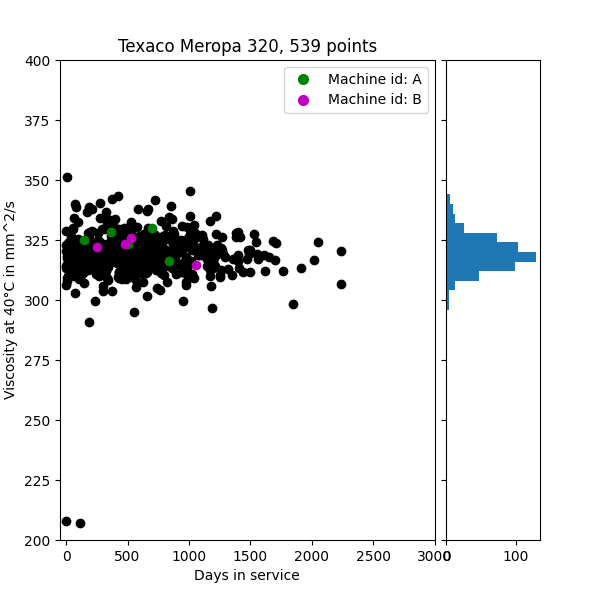 Texaco Meropa 320, 539 points
Machine id: A
Machine id: B
Viscosity at 40°C in mm^2/s
400
375
350
325
300
275
250
225
200
0 500 1000 1500 2000 2500 3000
0 100
Days in service